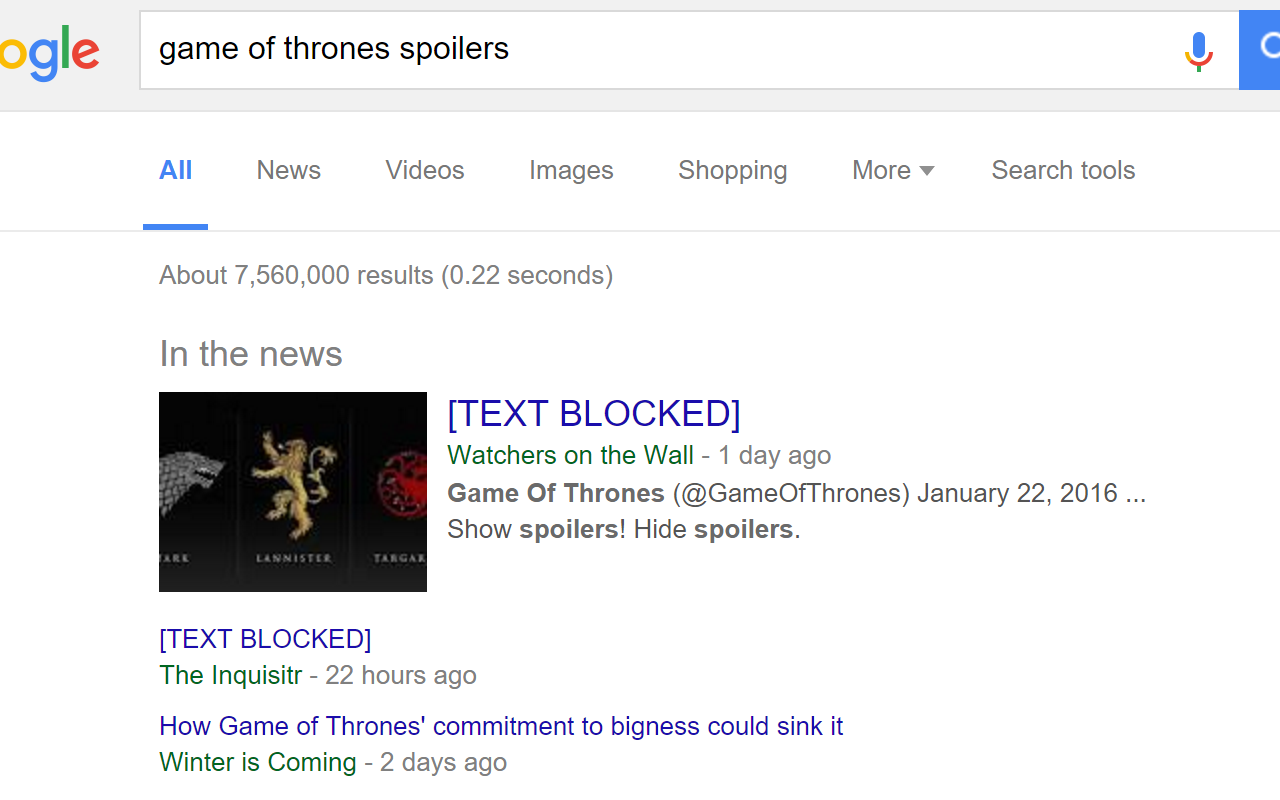 ogle
game of thrones spoilers
All News Videos Images Shopping More Search tools
About 7,560,000 results (0.22 seconds)
In the news
[TEXT BLOCKED]
Watchers on the Wall - 1 day ago
Game Of Thrones (@GameOfThrones) January 22, 2016 ...
Show spoilers! Hide spoilers.
ARK LANNISTER TARGAR
[TEXT BLOCKED]
The Inquisitr - 22 hours ago
How Game of Thrones' commitment to bigness could sink it
Winter is Coming - 2 days ago